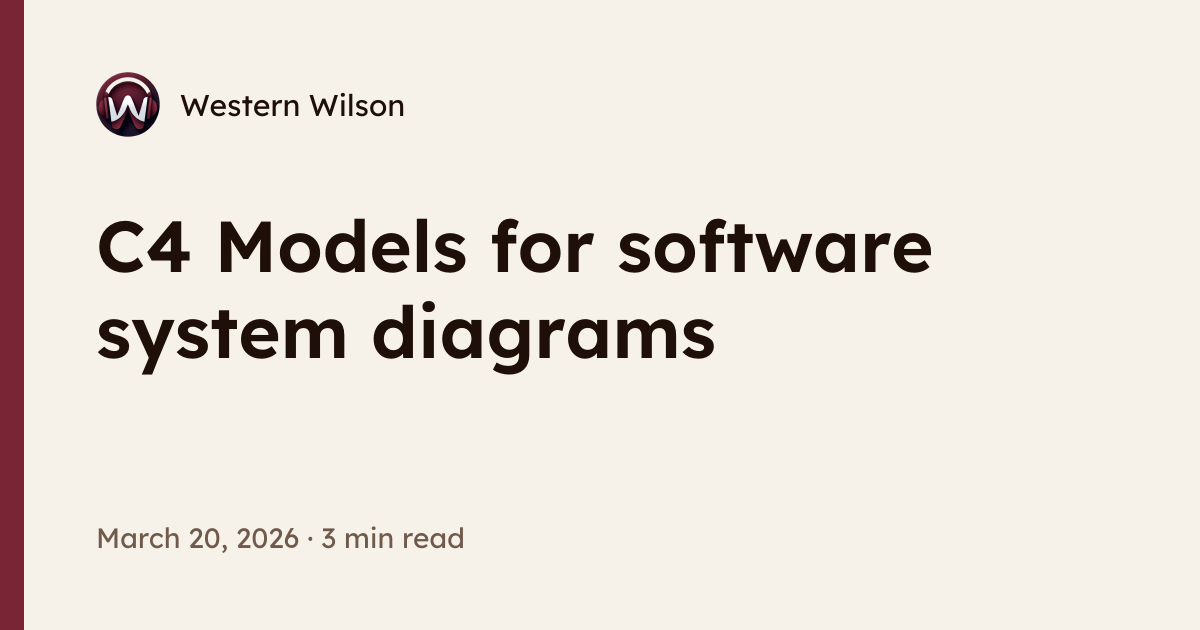 W
Western Wilson
C4 Models for software
system diagrams
March 20, 2026 · 3 min read